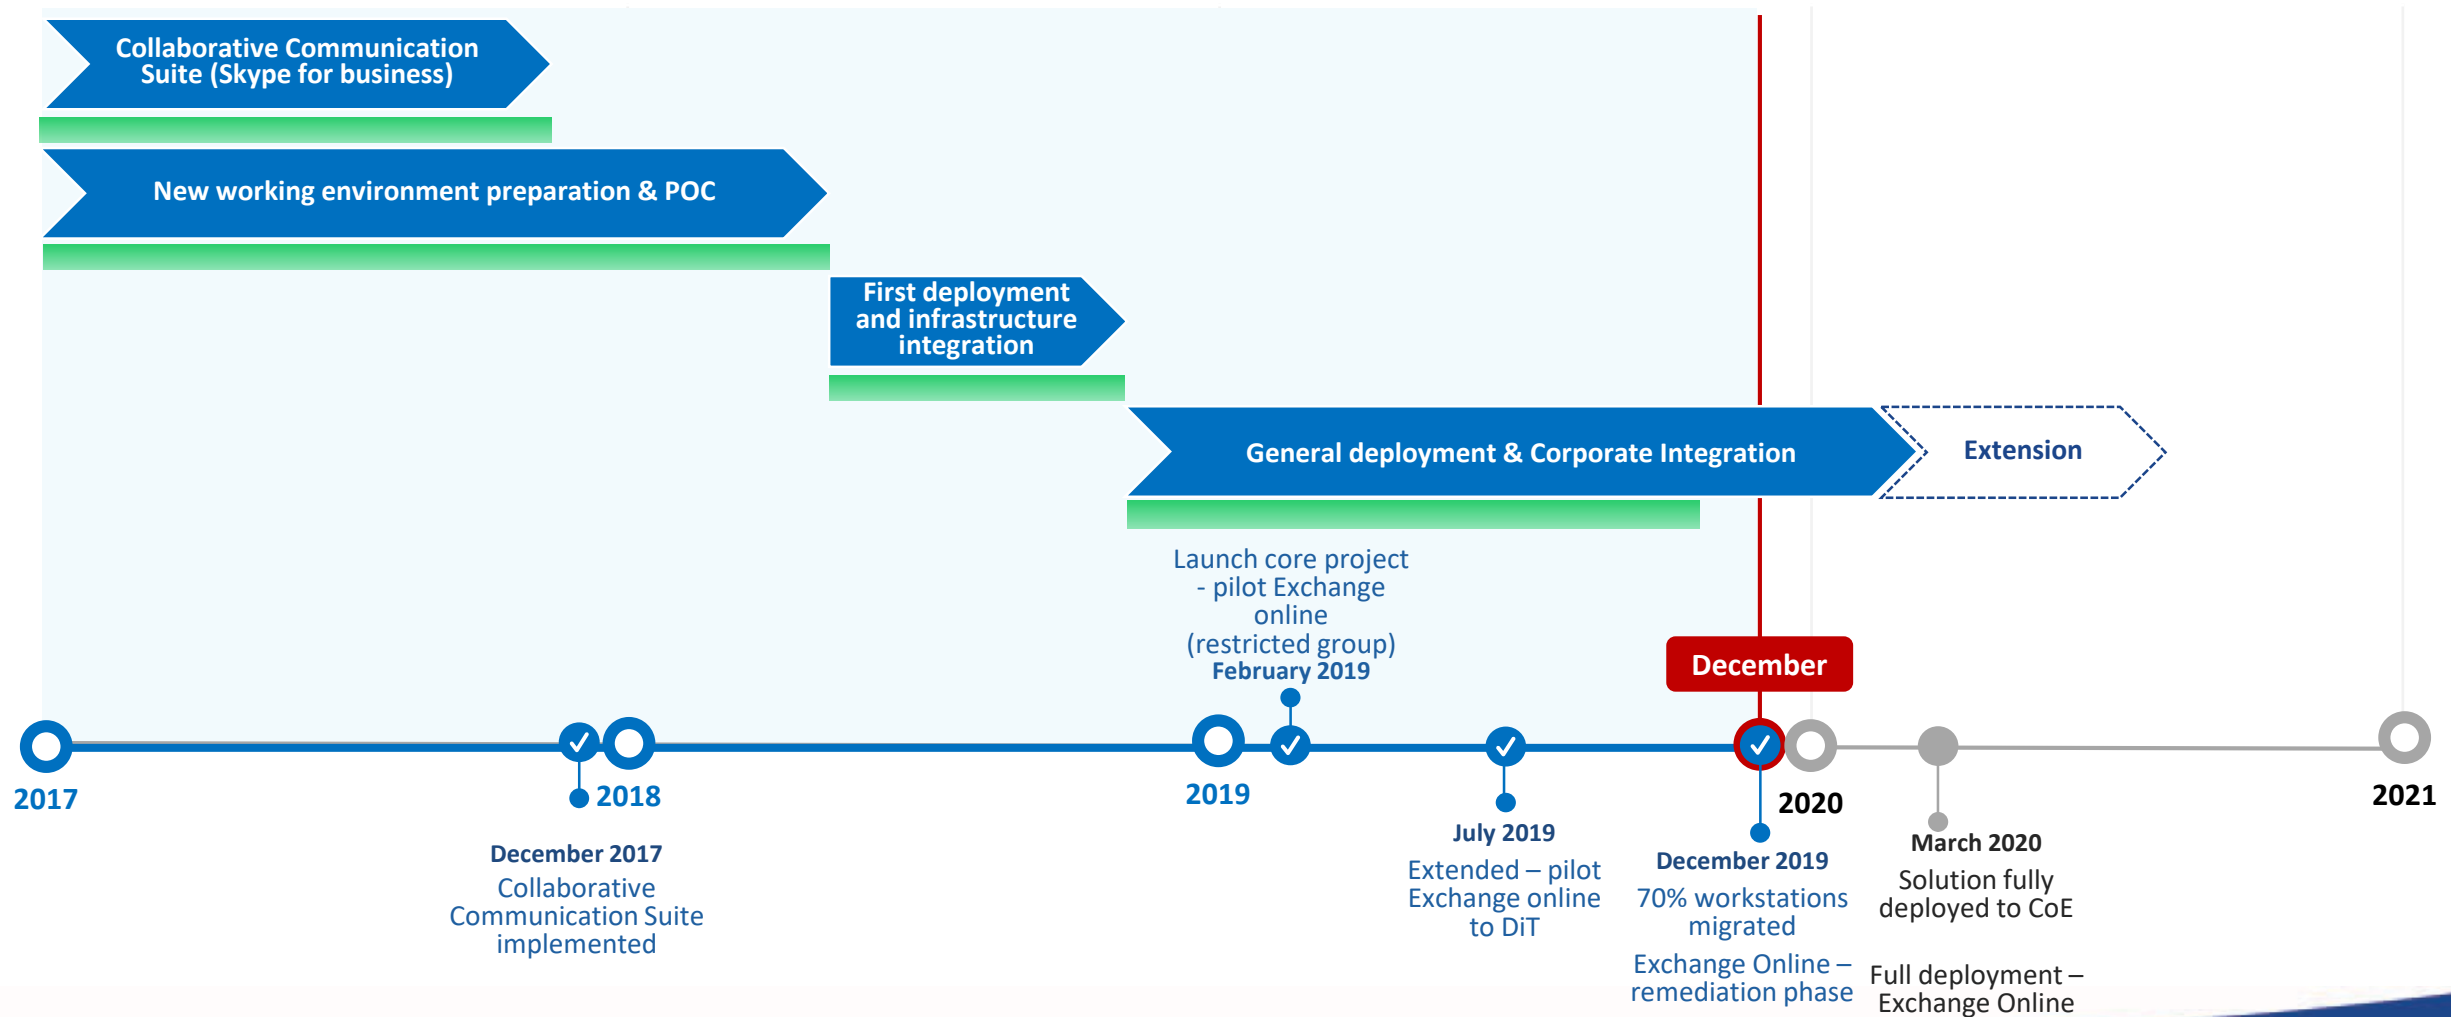 Collaborative Communication
Suite (Skype for business)
New working environment preparation & POC
First deployment
and infrastructure
integration
General deployment & Corporate Integration
Extension
Launch core project
- pilot Exchange
online
(restricted group)
February 2019
December
2017
2018
2019
2020
2021
December 2017
Collaborative
Communication Suite
implemented
July 2019
Extended – pilot
Exchange online
to DiT
December 2019
70% workstations
migrated
Exchange Online –
remediation phase
March 2020
Solution fully
deployed to CoE
Full deployment –
Exchange Online